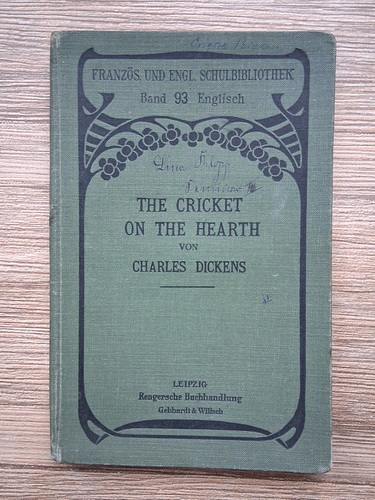 FRANZÖS. UND ENGL. SCHULBIBLIOTHEK
Band 93 Englisch
THE CRICKET
ON THE HEARTH
VON
CHARLES DICKENS
LEIPZIG
Rengersche Buchhandlung
Gebhardt & Wilisch